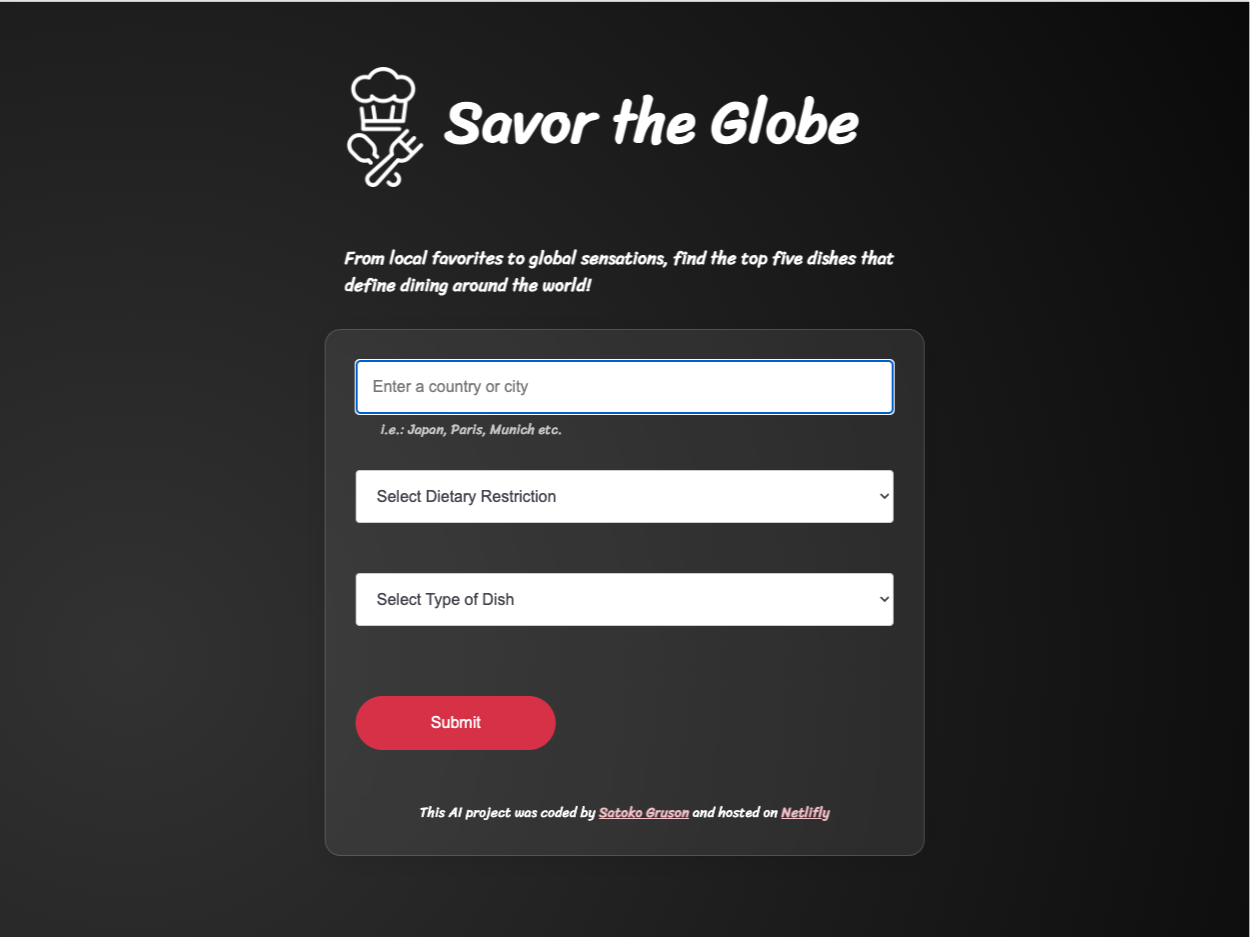 Savor the Globe
From local favorites to global sensations, find the top five dishes that
define dining around the world!
Enter a country or city
i.e.: Japan, Paris, Munich etc.
Select Dietary Restriction
Select Type of Dish
Submit
This AI project was coded by Satoko Gruson and hosted on Netlifly